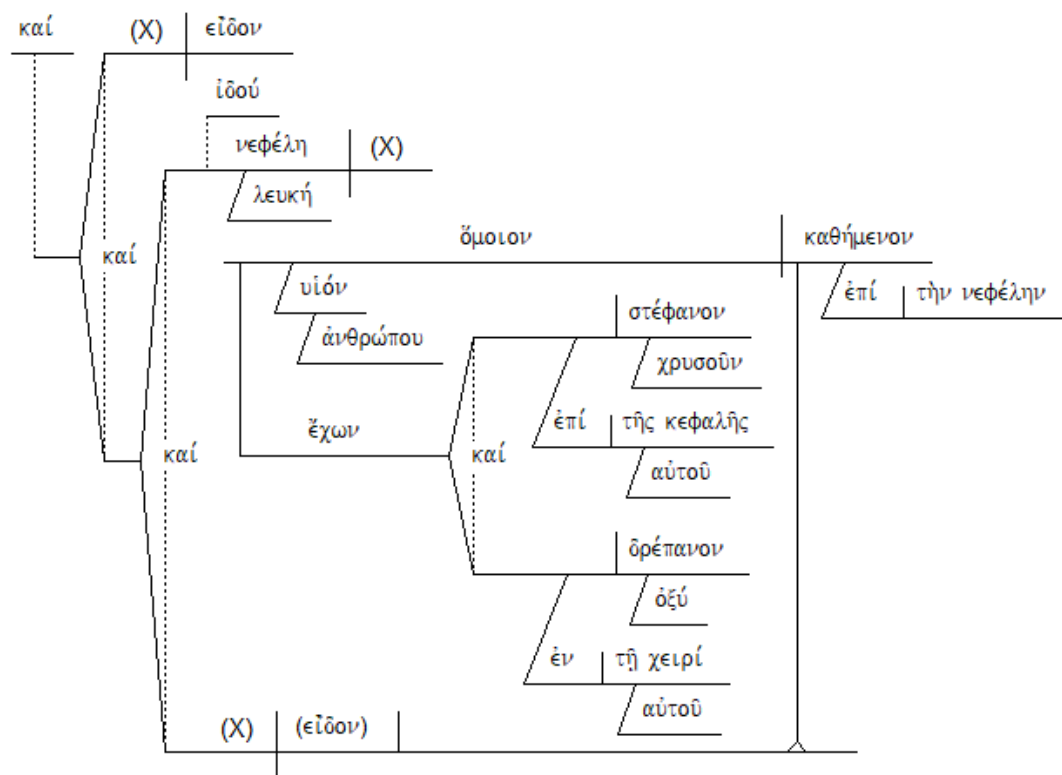 καί (X) εἶδον
ἰδού
νεφέλη (X)
λευκή
ὅμοιον καθήμενον
καί
υἱόν ἐπί τὴν νεφέλην
στέφανον
ἀνθρώπου
χρυσοῦν
ἐπί τῆς κεφαλῆς
ἔχων
καί καί
αὐτοῦ
δρέπανον
ὀξύ
ἐν τῇ χειρί
αὐτοῦ
(X) (εἶδον)